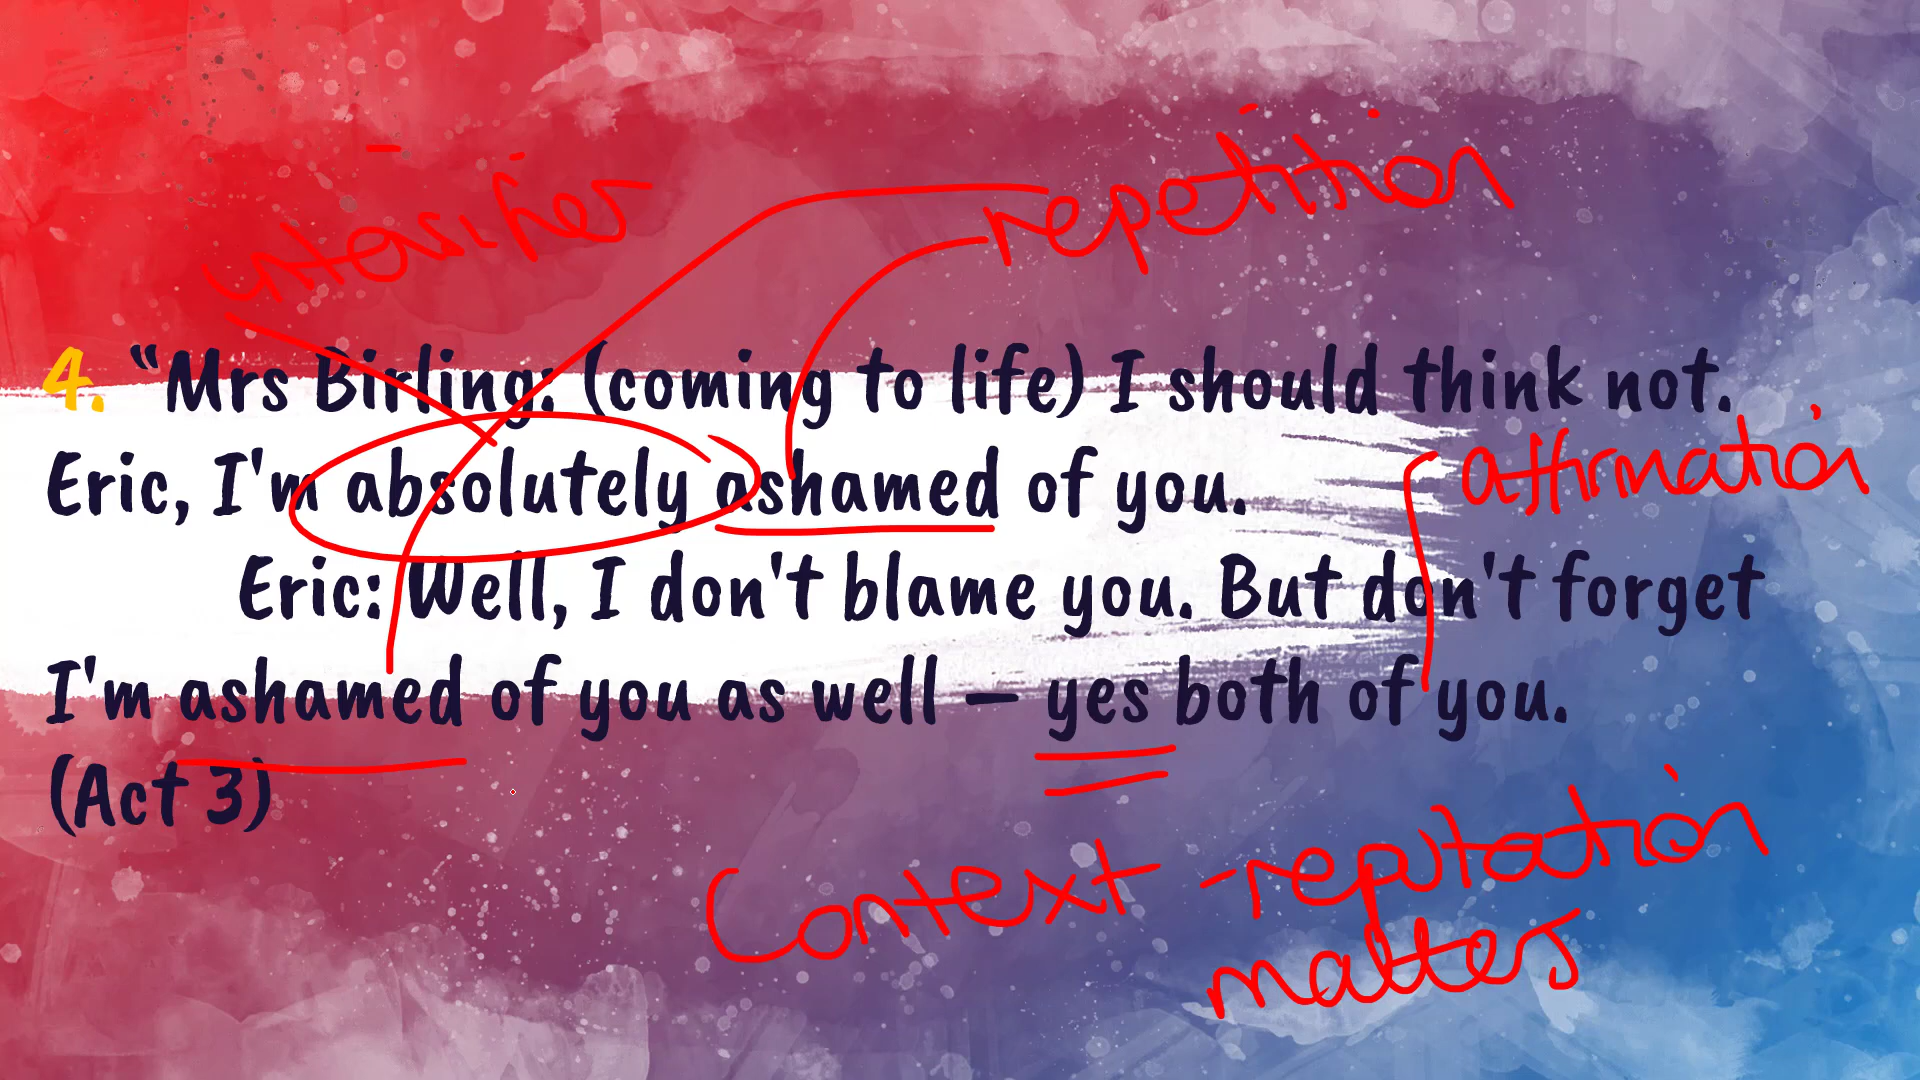 intensifier
repetition
4. “Mrs Birling: (coming to life) I should think not.
Eric, I'm absolutely ashamed of you.
affirmation
Eric: Well, I don't blame you. But don't forget
I'm ashamed of you as well – yes both of you.
(Act 3)
Context - reputation
matters